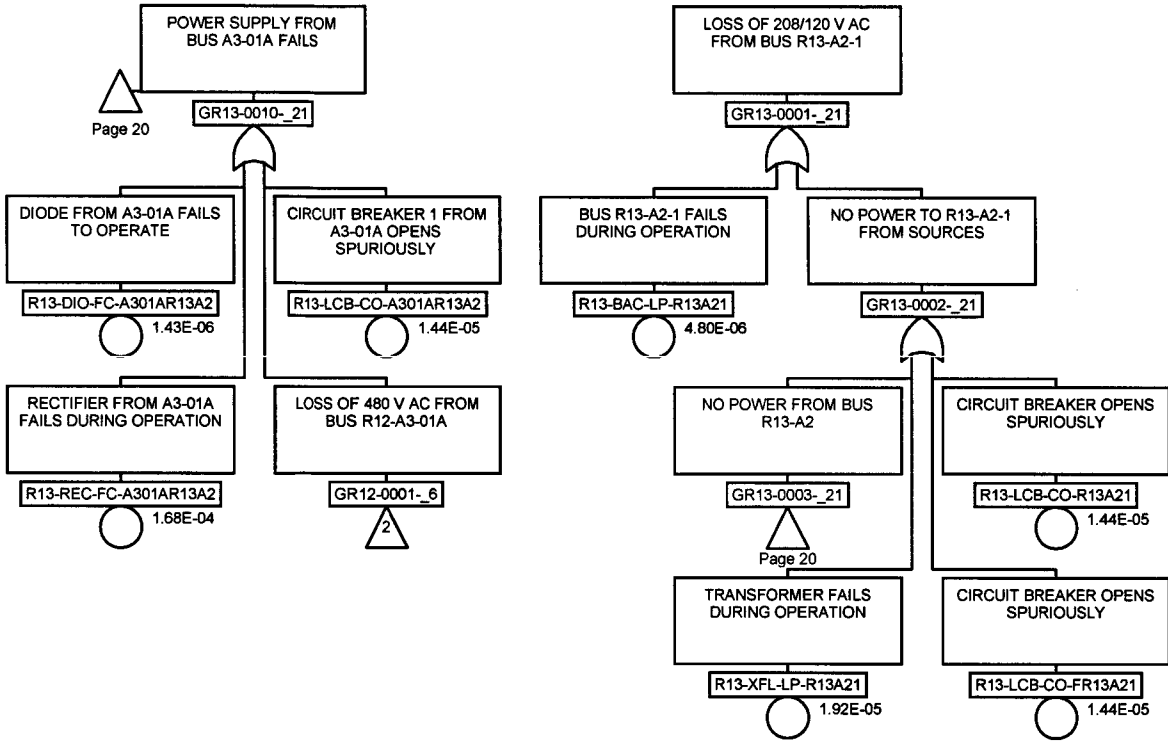 POWER SUPPLY FROM
BUS A3-01A FAILS
Page 20
GR13-0010-_21
DIODE FROM A3-01A FAILS
TO OPERATE
R13-DIO-FC-A301AR13A2
1.43E-06
CIRCUIT BREAKER 1 FROM
A3-01A OPENS
SPURIOUSLY
R13-LCB-CO-A301AR13A2
1.44E-05
RECTIFIER FROM A3-01A
FAILS DURING OPERATION
R13-REC-FC-A301AR13A2
1.68E-04
LOSS OF 480 V AC FROM
BUS R12-A3-01A
GR12-0001-_6
2
LOSS OF 208/120 V AC
FROM BUS R13-A2-1
GR13-0001-_21
BUS R13-A2-1 FAILS
DURING OPERATION
R13-BAC-LP-R13A21
4.80E-06
NO POWER TO R13-A2-1
FROM SOURCES
GR13-0002-_21
NO POWER FROM BUS
R13-A2
GR13-0003-_21
Page 20
CIRCUIT BREAKER OPENS
SPURIOUSLY
R13-LCB-CO-R13A21
1.44E-05
TRANSFORMER FAILS
DURING OPERATION
R13-XFL-LP-R13A21
1.92E-05
CIRCUIT BREAKER OPENS
SPURIOUSLY
R13-LCB-CO-FR13A21
1.44E-05